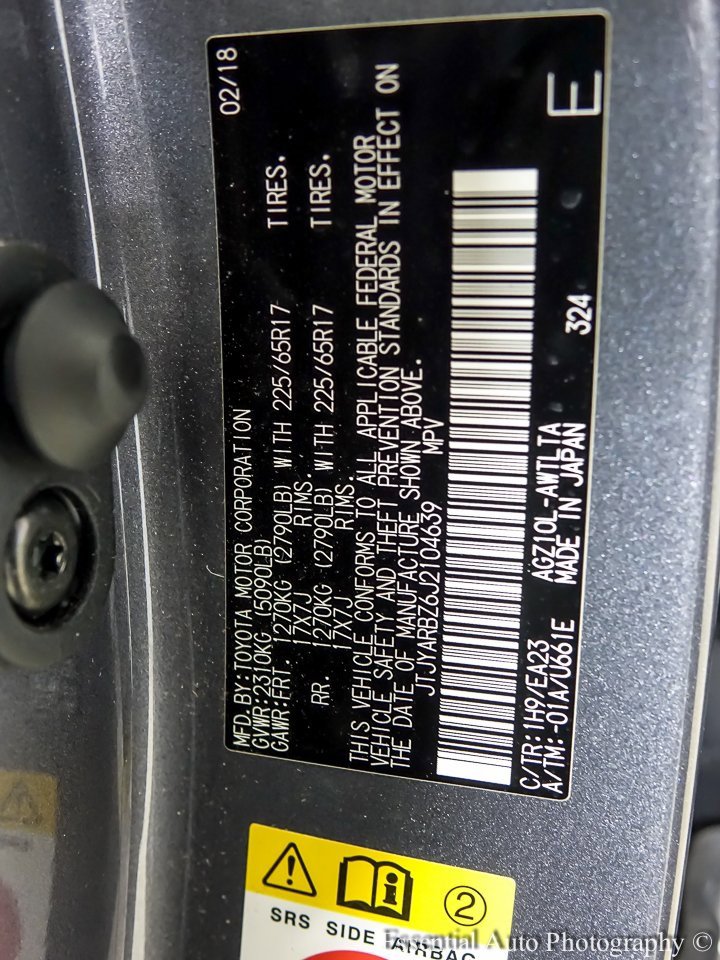 MFD.BY:TOYOTA MOTOR CORPORATION 02/18
GVWR:2310KG (5090LB)
GAWR:FRT. 1270KG (2790LB) WITH 225/65R17 TIRES.
17X7J RIMS.
RR. 1270KG (2790LB) WITH 225/65R17 TIRES.
17X7J RIMS.
THIS VEHICLE CONFORMS TO ALL APPLICABLE FEDERAL MOTOR
VEHICLE SAFETY AND THEFT PREVENTION STANDARDS IN EFFECT ON
THE DATE OF MANUFACTURE SHOWN ABOVE.
JTJYARBZ6J2104639 MPV
C/TR:1H9/EA23 AGZ10L-AWTLTA
A/TM:-01A/U661E MADE IN JAPAN 324 E
2
SRS SIDE AIRBAG
Essential Auto Photography ©